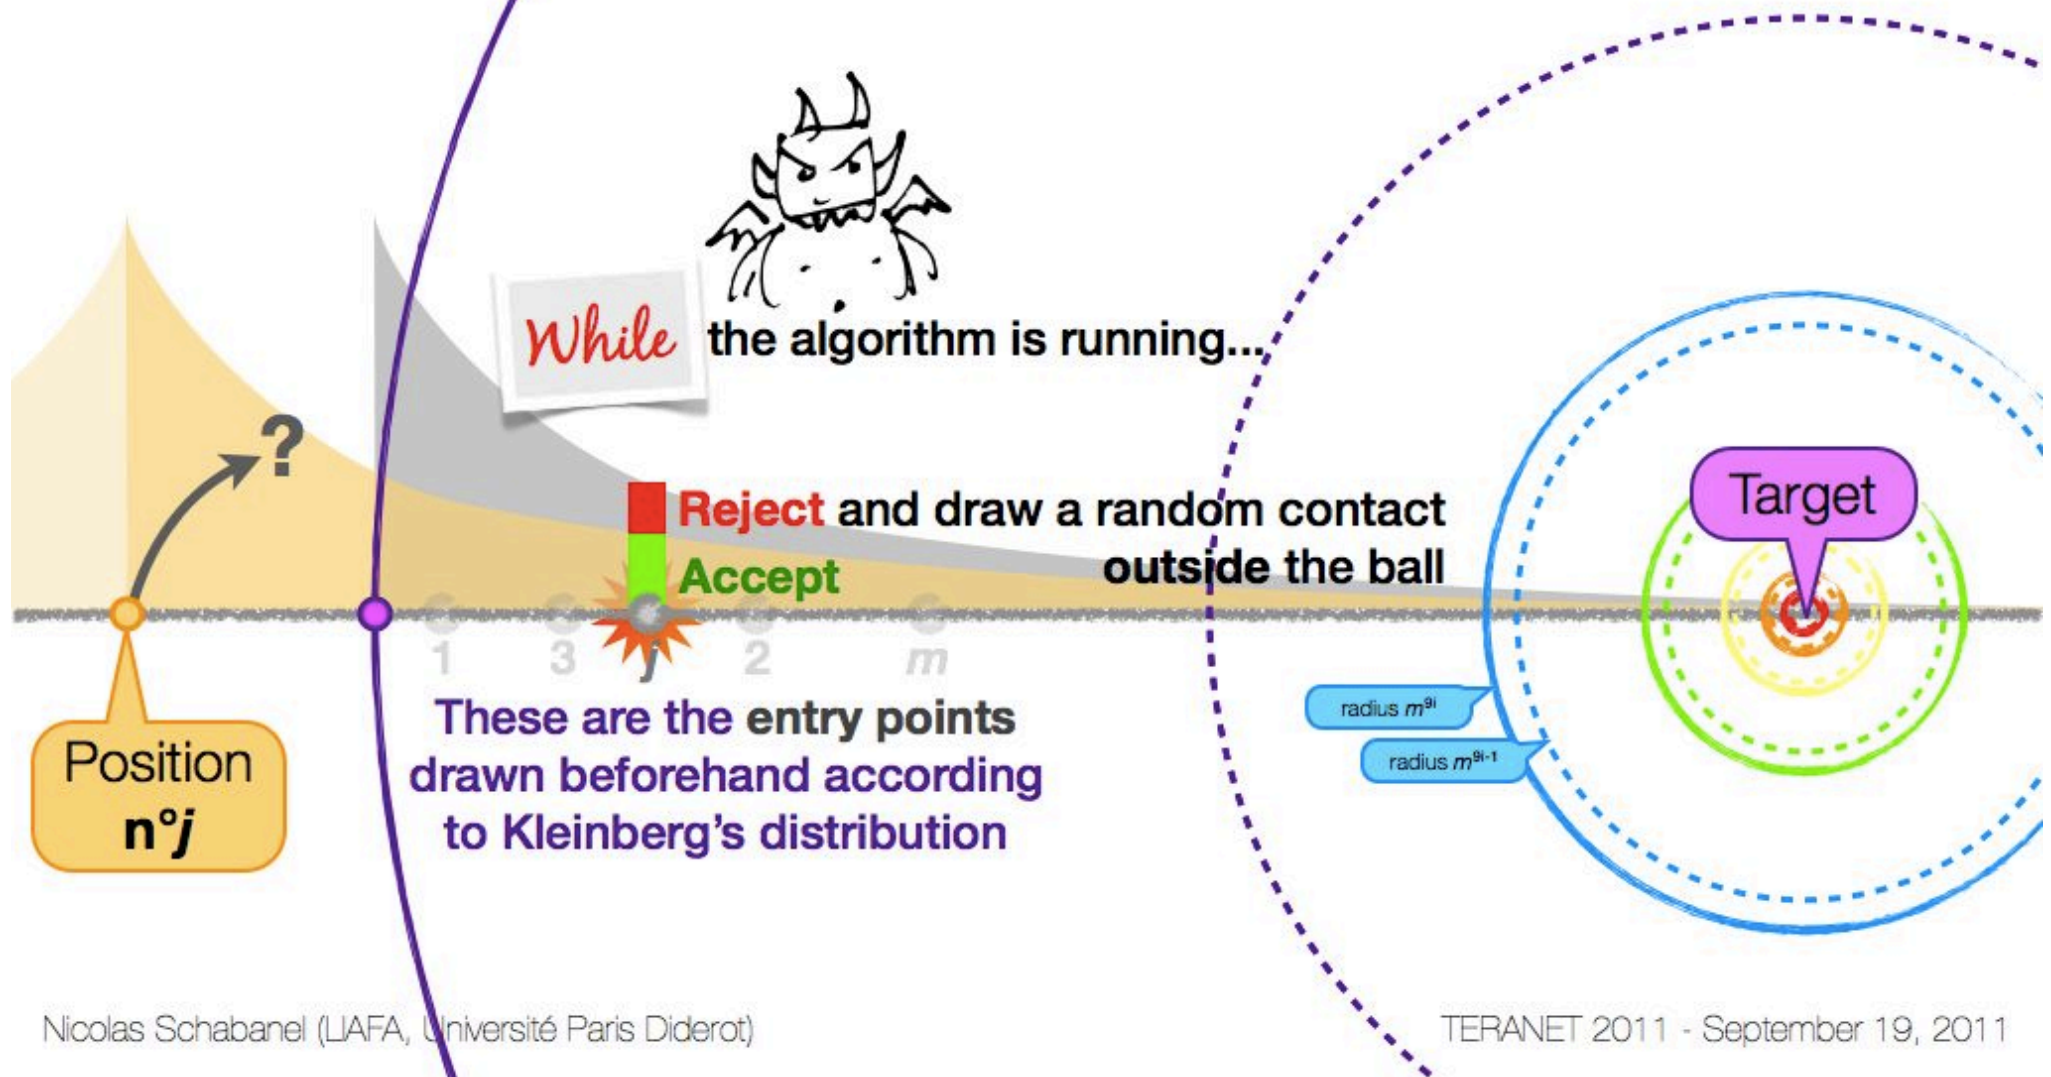 While the algorithm is running...
?
Reject and draw a random contact
outside the ball
Accept
Target
1 3 j 2 m
These are the entry points
drawn beforehand according
to Kleinberg's distribution
Position
n°j
radius m⁹ⁱ
radius m⁹ⁱ⁻¹
Nicolas Schabanel (LIAFA, Université Paris Diderot)
TERANET 2011 - September 19, 2011